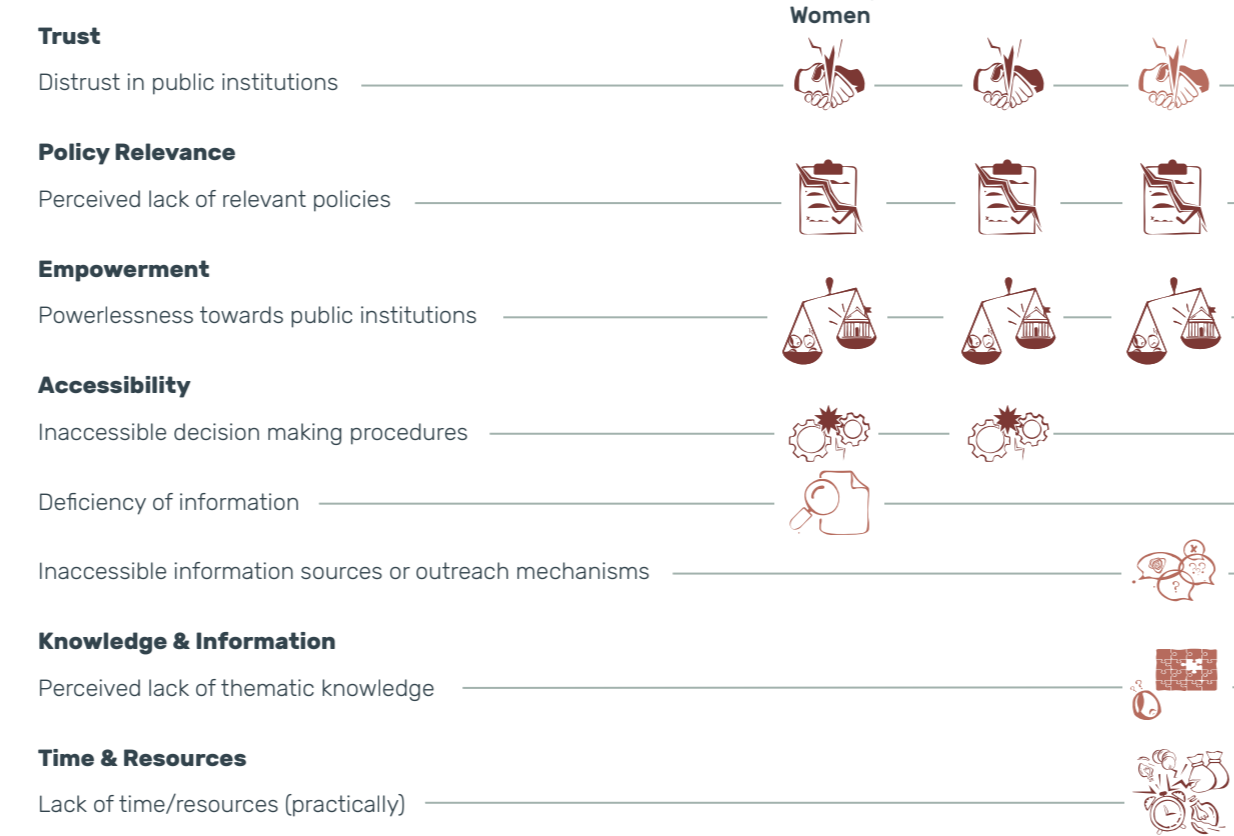 Women
Trust
Distrust in public institutions
Policy Relevance
Perceived lack of relevant policies
Empowerment
Powerlessness towards public institutions
Accessibility
Inaccessible decision making procedures
Deficiency of information
Inaccessible information sources or outreach mechanisms
Knowledge & Information
Perceived lack of thematic knowledge
Time & Resources
Lack of time/resources (practically)